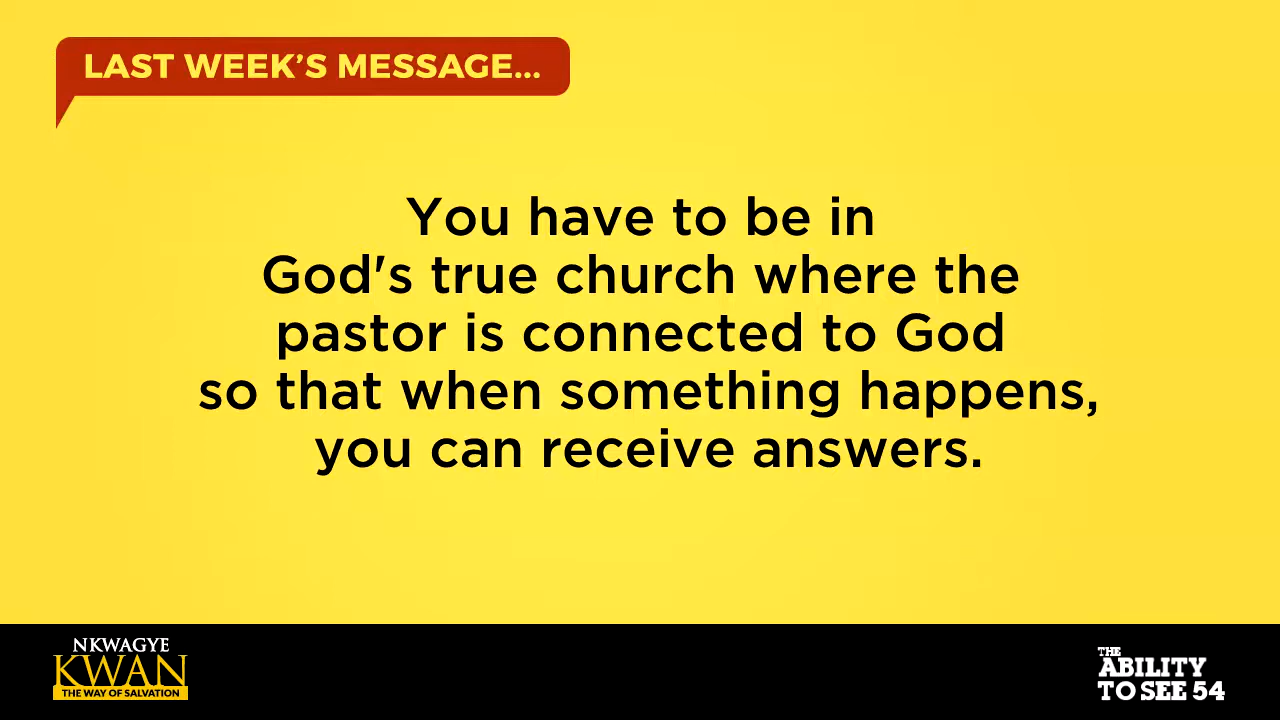 LAST WEEK’S MESSAGE...
You have to be in
God's true church where the
pastor is connected to God
so that when something happens,
you can receive answers.
NKWAGYE
KWAN
THE WAY OF SALVATION
THE
ABILITY
TO SEE 54